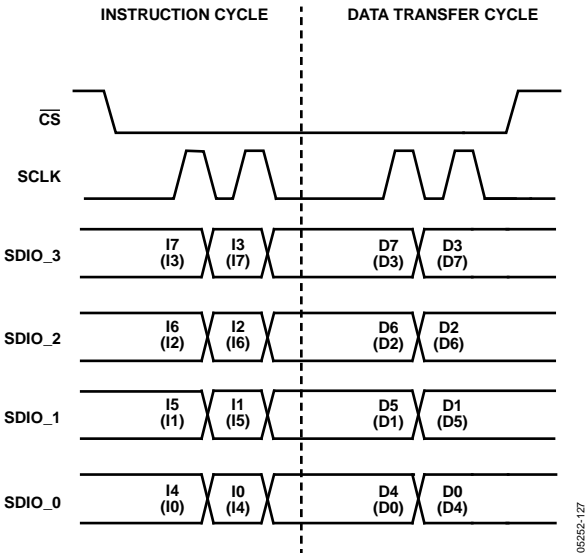 INSTRUCTION CYCLE DATA TRANSFER CYCLE
CS
SCLK
SDIO_3 I7 I3 D7 D3
(I3) (I7) (D3) (D7)
SDIO_2 I6 I2 D6 D2
(I2) (I6) (D2) (D6)
SDIO_1 I5 I1 D5 D1
(I1) (I5) (D1) (D5)
SDIO_0 I4 I0 D4 D0
(I0) (I4) (D0) (D4)
05252-127